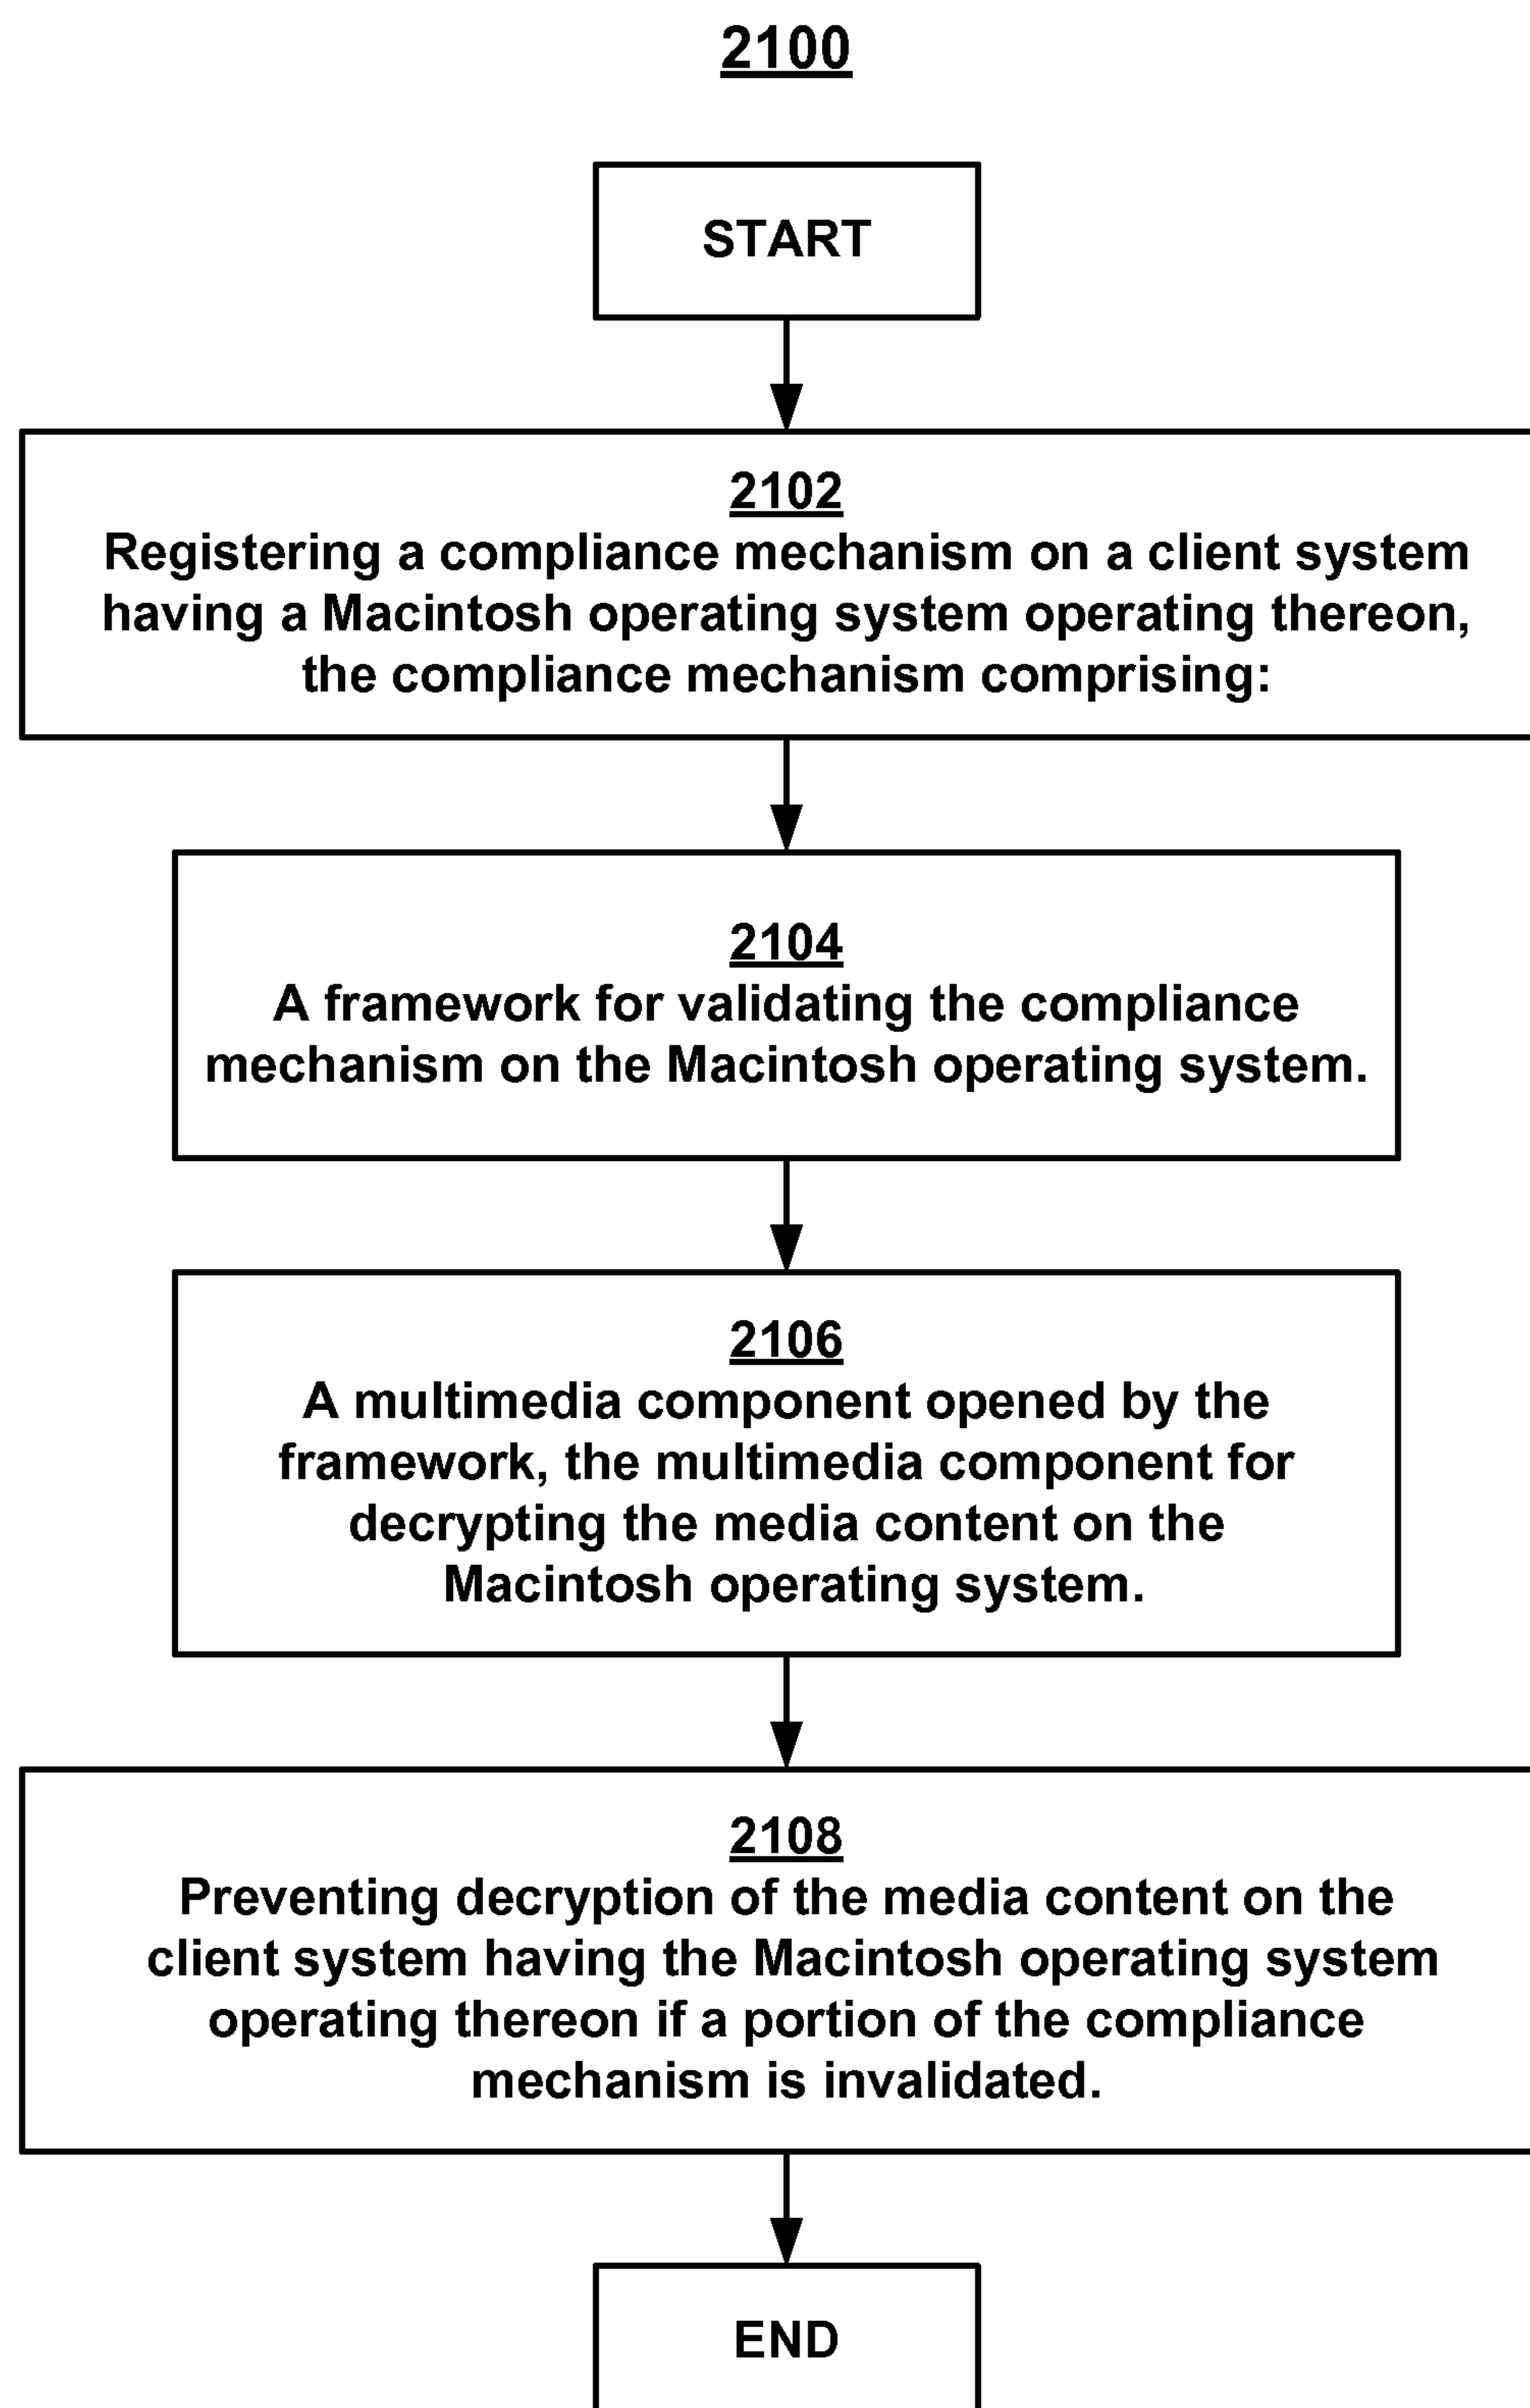 2100
START
2102
Registering a compliance mechanism on a client system
having a Macintosh operating system operating thereon,
the compliance mechanism comprising:
2104
A framework for validating the compliance
mechanism on the Macintosh operating system.
2106
A multimedia component opened by the
framework, the multimedia component for
decrypting the media content on the
Macintosh operating system.
2108
Preventing decryption of the media content on the
client system having the Macintosh operating system
operating thereon if a portion of the compliance
mechanism is invalidated.
END